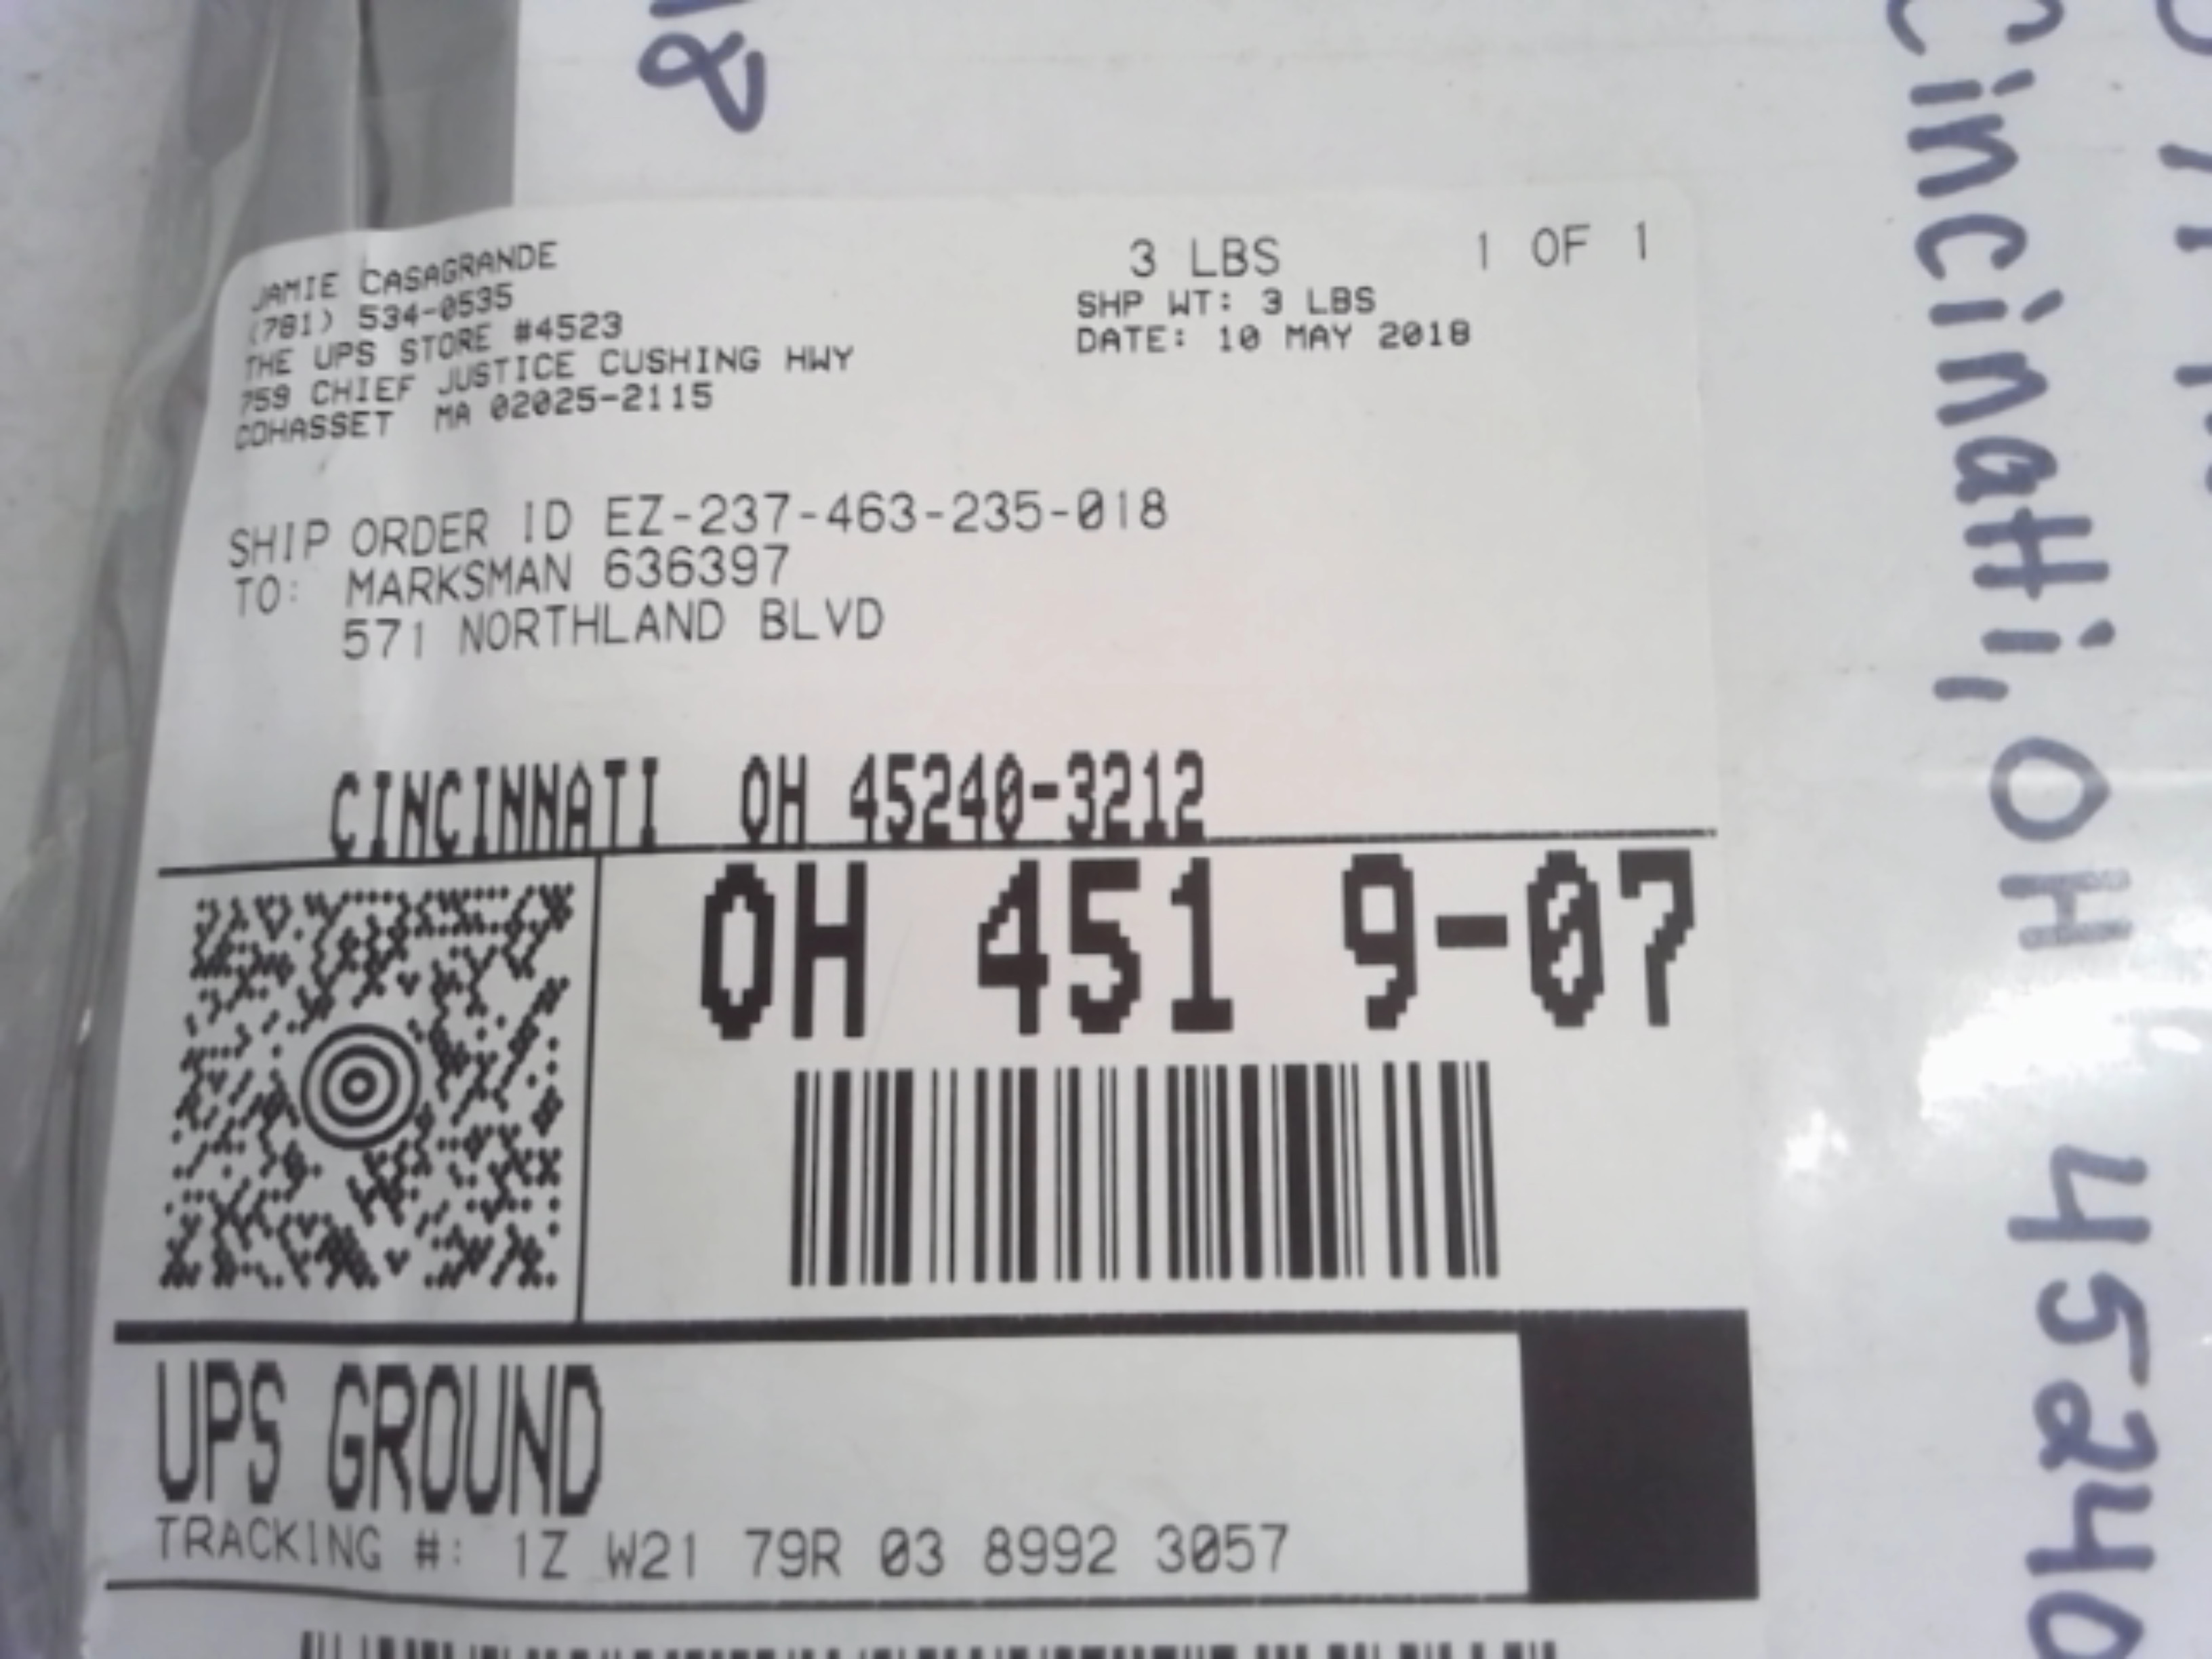 JAMIE CASAGRANDE
(781) 534-0535
THE UPS STORE #4523
759 CHIEF JUSTICE CUSHING HWY
COHASSET MA 02025-2115
3 LBS 1 OF 1
SHP WT: 3 LBS
DATE: 10 MAY 2018
SHIP ORDER ID EZ-237-463-235-018
TO: MARKSMAN 636397
571 NORTHLAND BLVD
CINCINNATI OH 45240-3212
OH 451 9-07
UPS GROUND
TRACKING #: 1Z W21 79R 03 8992 3057
Cincinatti, OH 45240